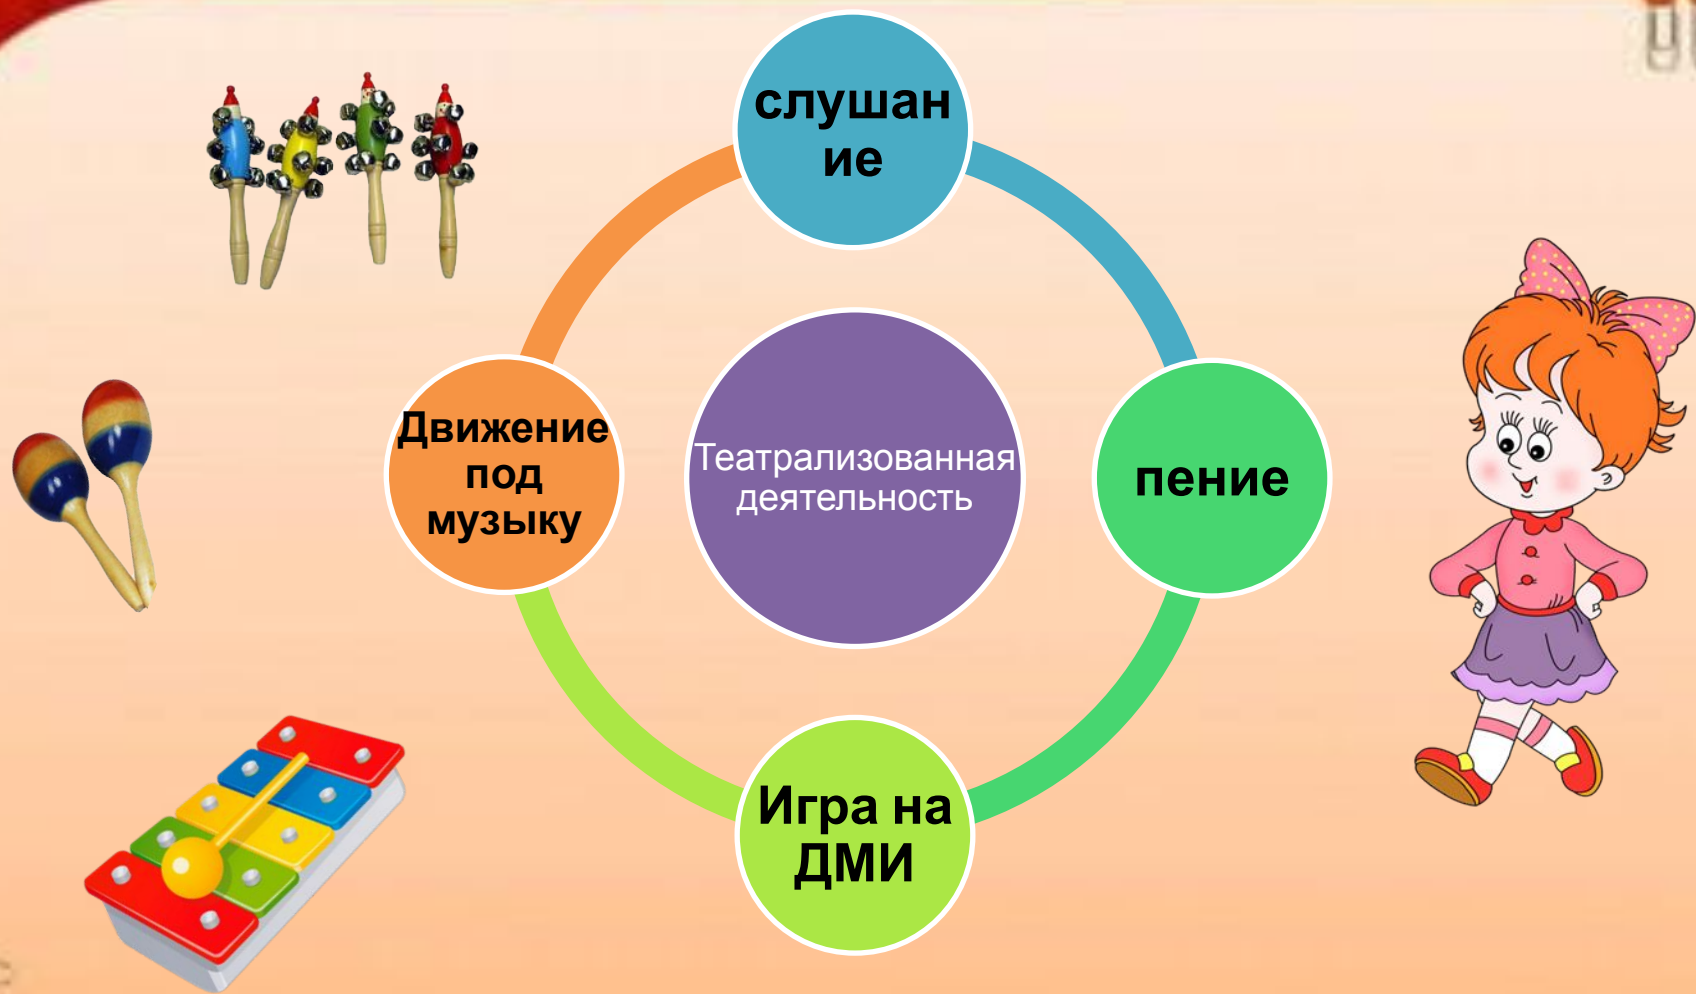 слушан
ие
Движение
под
музыку
Театрализованная
деятельность
пение
Игра на
ДМИ